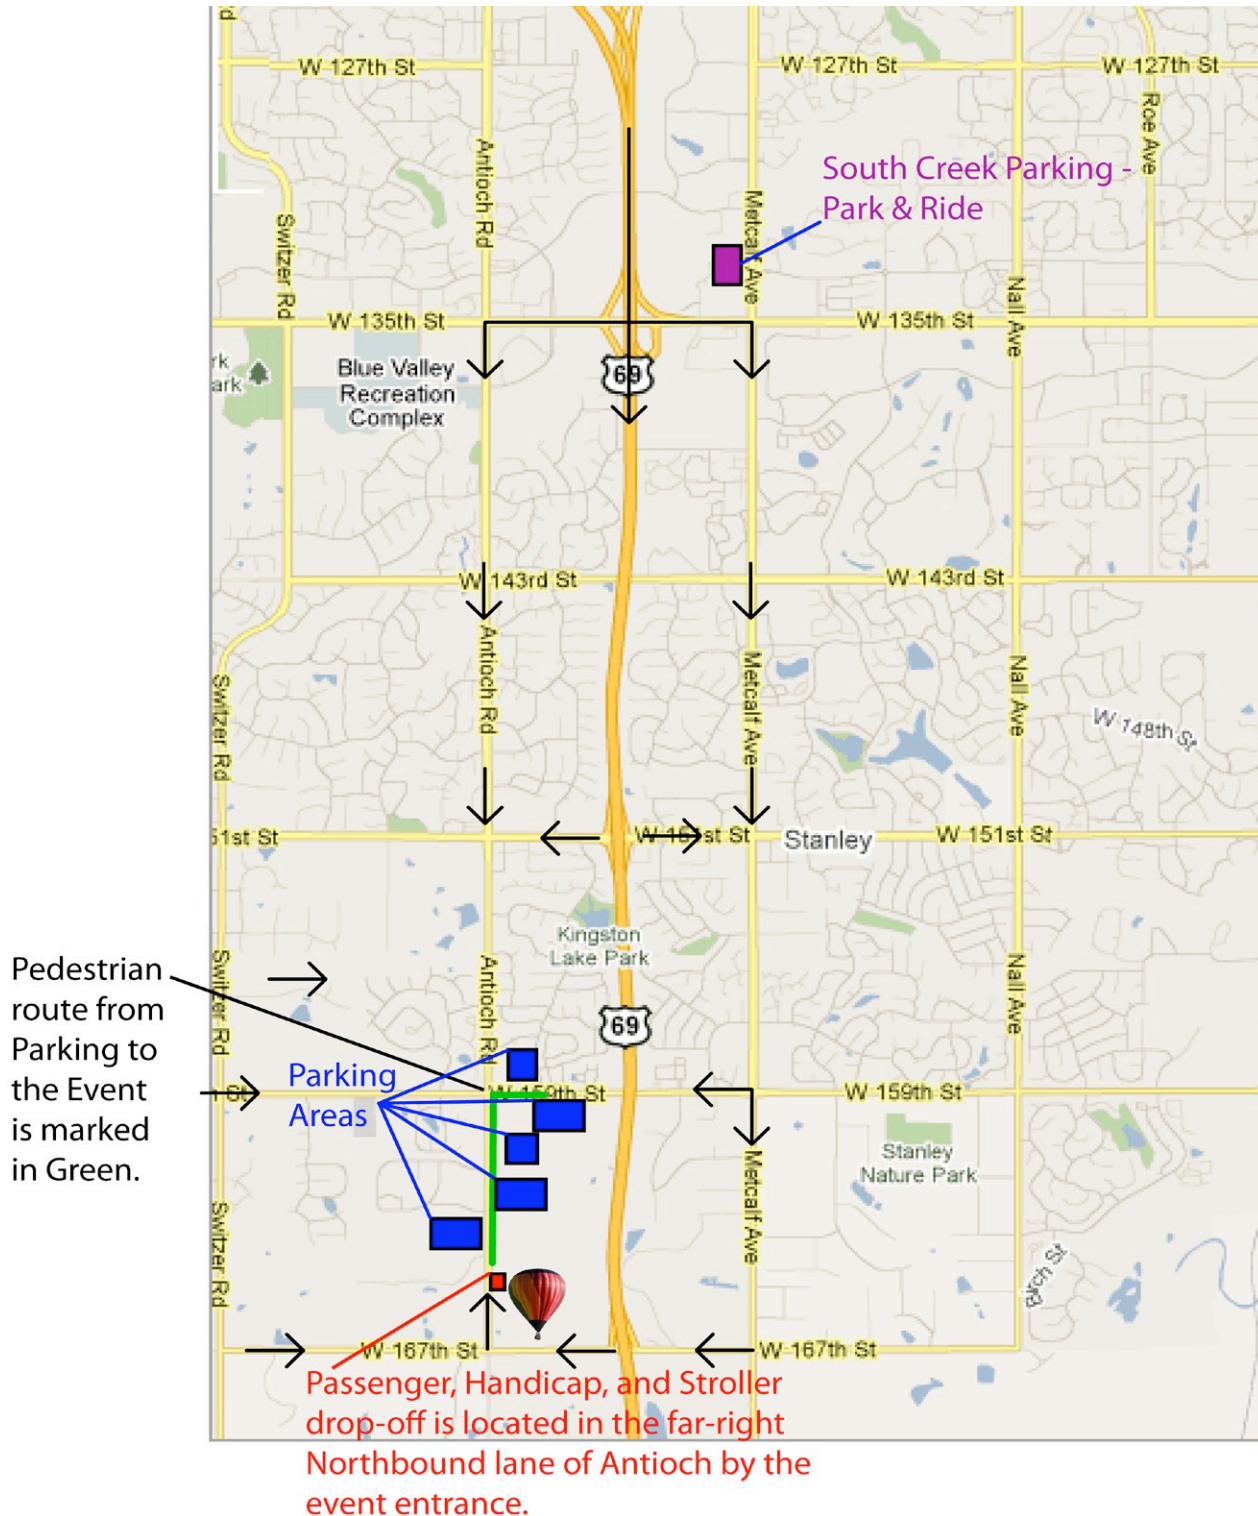 W 127th St
W 127th St
W 127th St
Roe Ave
Antioch Rd
South Creek Parking -
Park & Ride
Metcalf Ave
Switzer Rd
Nall Ave
W 135th St
W 135th St
rk
ark
Blue Valley
Recreation
Complex
69
W 143rd St
W 143rd St
Antioch Rd
Switzer Rd
Metcalf Ave
Nall Ave
W 148th St
51st St
W 151st St
Stanley
W 151st St
Kingston
Lake Park
Switzer Rd
Antioch Rd
Nall Ave
69
Pedestrian
route from
Parking to
the Event
is marked
in Green.
Parking
Areas
St
W 159th St
W 159th St
Stanley
Nature Park
Metcalf Ave
Switzer Rd
Birch St
W 167th St
W 167th St
Passenger, Handicap, and Stroller
drop-off is located in the far-right
Northbound lane of Antioch by the
event entrance.